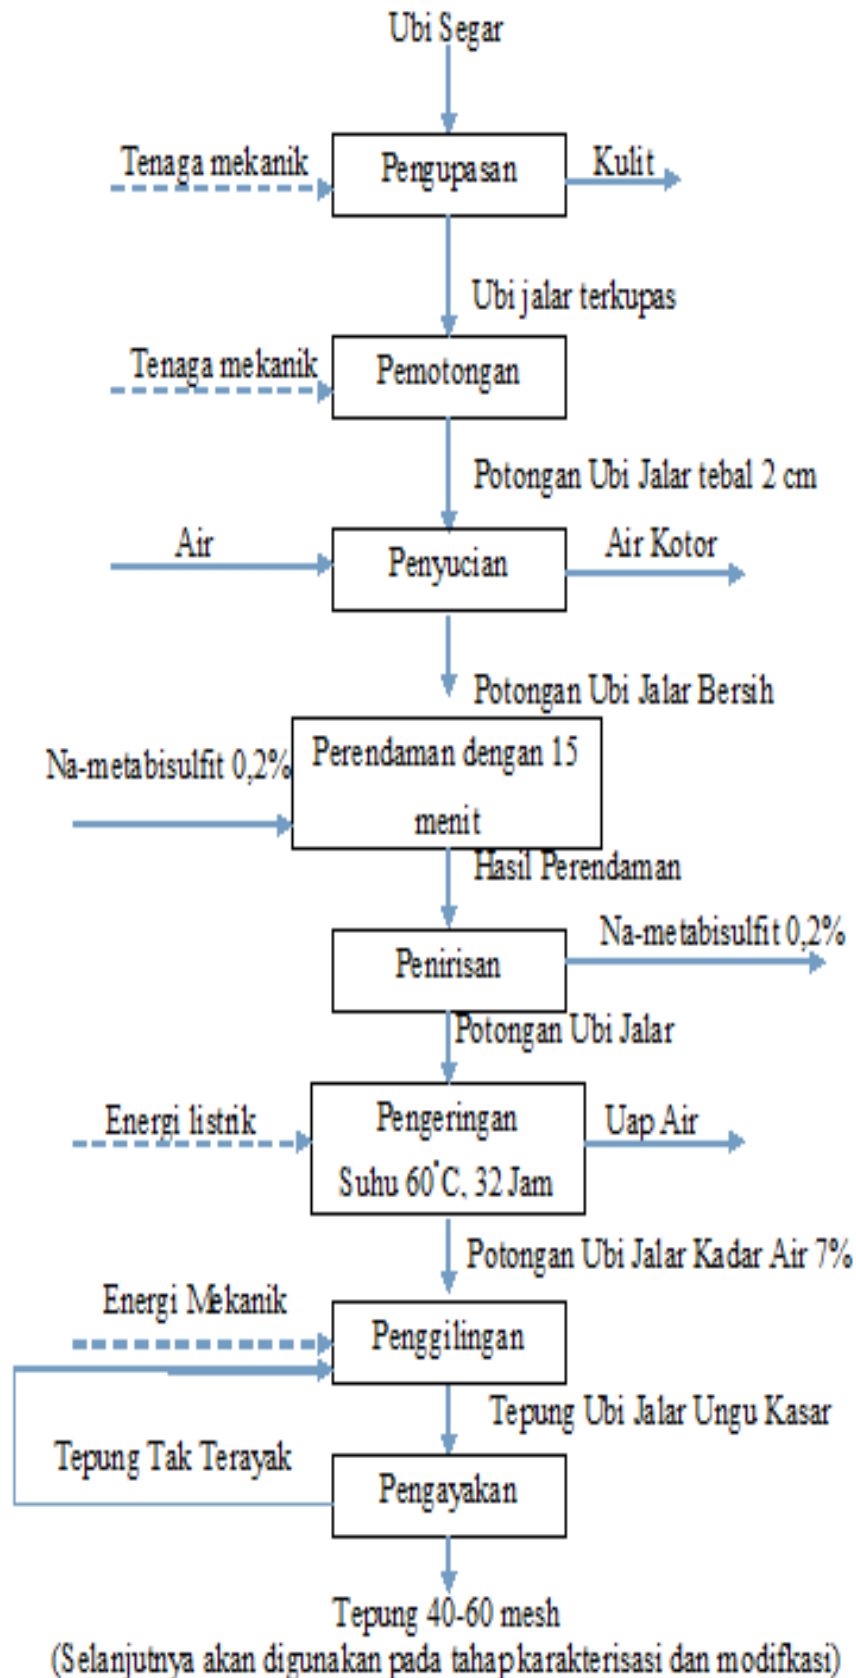 Ubi Segar
Tenaga mekanik
Pengupasan
Kulit
Ubi jalar terkupas
Tenaga mekanik
Pemotongan
Potongan Ubi Jalar tebal 2 cm
Air
Penyucian
Air Kotor
Potongan Ubi Jalar Bersih
Na-metabisulfit 0,2%
Perendaman dengan 15
menit
Hasil Perendaman
Penirisan
Na-metabisulfit 0,2%
Potongan Ubi Jalar
Energi listrik
Pengeringan
Suhu 60°C, 32 Jam
Uap Air
Potongan Ubi Jalar Kadar Air 7%
Energi Mekanik
Penggilingan
Tepung Ubi Jalar Ungu Kasar
Tepung Tak Terayak
Pengayakan
Tepung 40-60 mesh
(Selanjutnya akan digunakan pada tahap karakterisasi dan modifkasi)